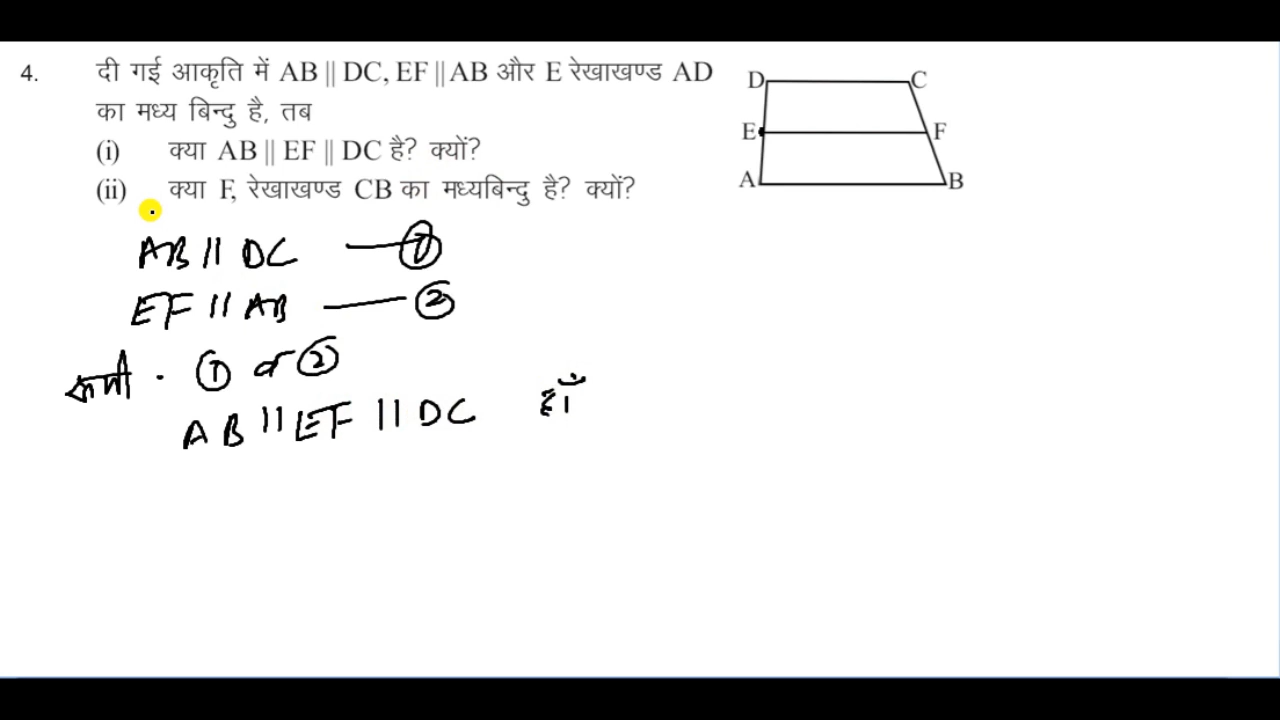 4. दी गई आकृति में AB || DC, EF || AB और E रेखाखण्ड AD
का मध्य बिन्दु है, तब
(i) क्या AB || EF || DC है? क्यों?
(ii) क्या F, रेखाखण्ड CB का मध्यबिन्दु है? क्यों?
D C
E F
A B
AB || DC — ①
EF || AB — ②
① व ②
AB || EF || DC हाँ